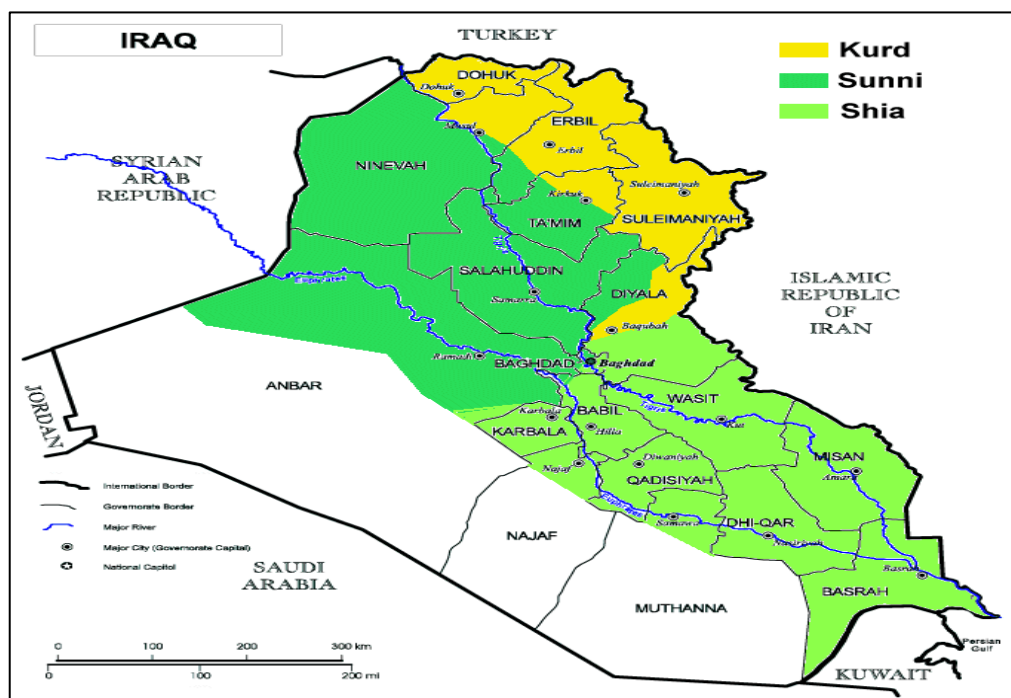 IRAQ
TURKEY
Kurd
Sunni
Shia
DOHUK
Dohuk
ERBIL
Mosul
Erbil
NINEVAH
SYRIAN
ARAB
REPUBLIC
Kirkuk
Suleimaniyah
TA'MIM
SULEIMANIYAH
SALAHUDDIN
Euphrates
Samarra
DIYALA
ISLAMIC
REPUBLIC
OF
IRAN
Baqubah
Ramadi
BAGHDAD
Baghdad
ANBAR
WASIT
Tigris
JORDAN
Karbala
BABIL
Kut
KARBALA
Hilla
MISAN
Najaf
Diwaniyah
Amara
QADISIYAH
International Border
Governorate Border
Major River
Major City (Governorate Capital)
National Capitol
Euphrates
Samawa
DHI-QAR
Nasiriyah
NAJAF
SAUDI
ARABIA
Basrah
BASRAH
MUTHANNA
Persian
Gulf
KUWAIT
0 100 200 300 km
0 100 200 mi